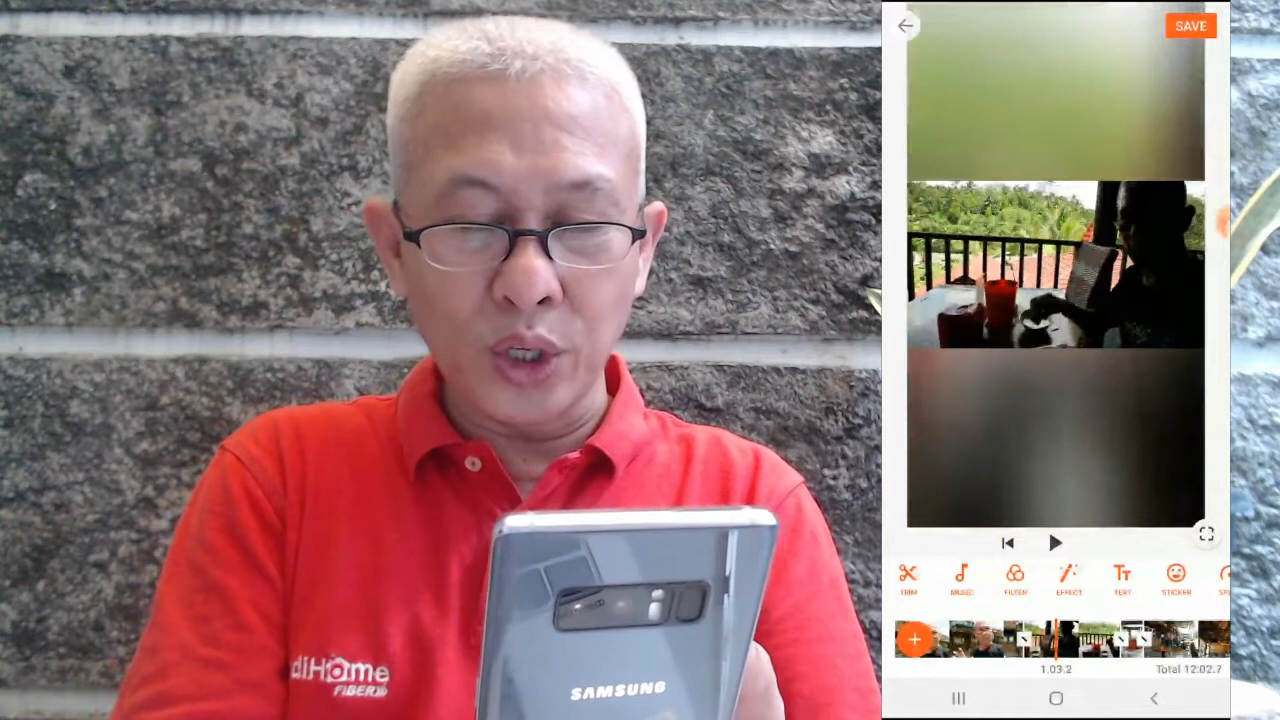 SAVE
TRIM
MUSIC
FILTER
EFFECT
TEXT
STICKER
1:03.2
Total 12:02.7
diHome
FIBER
SAMSUNG